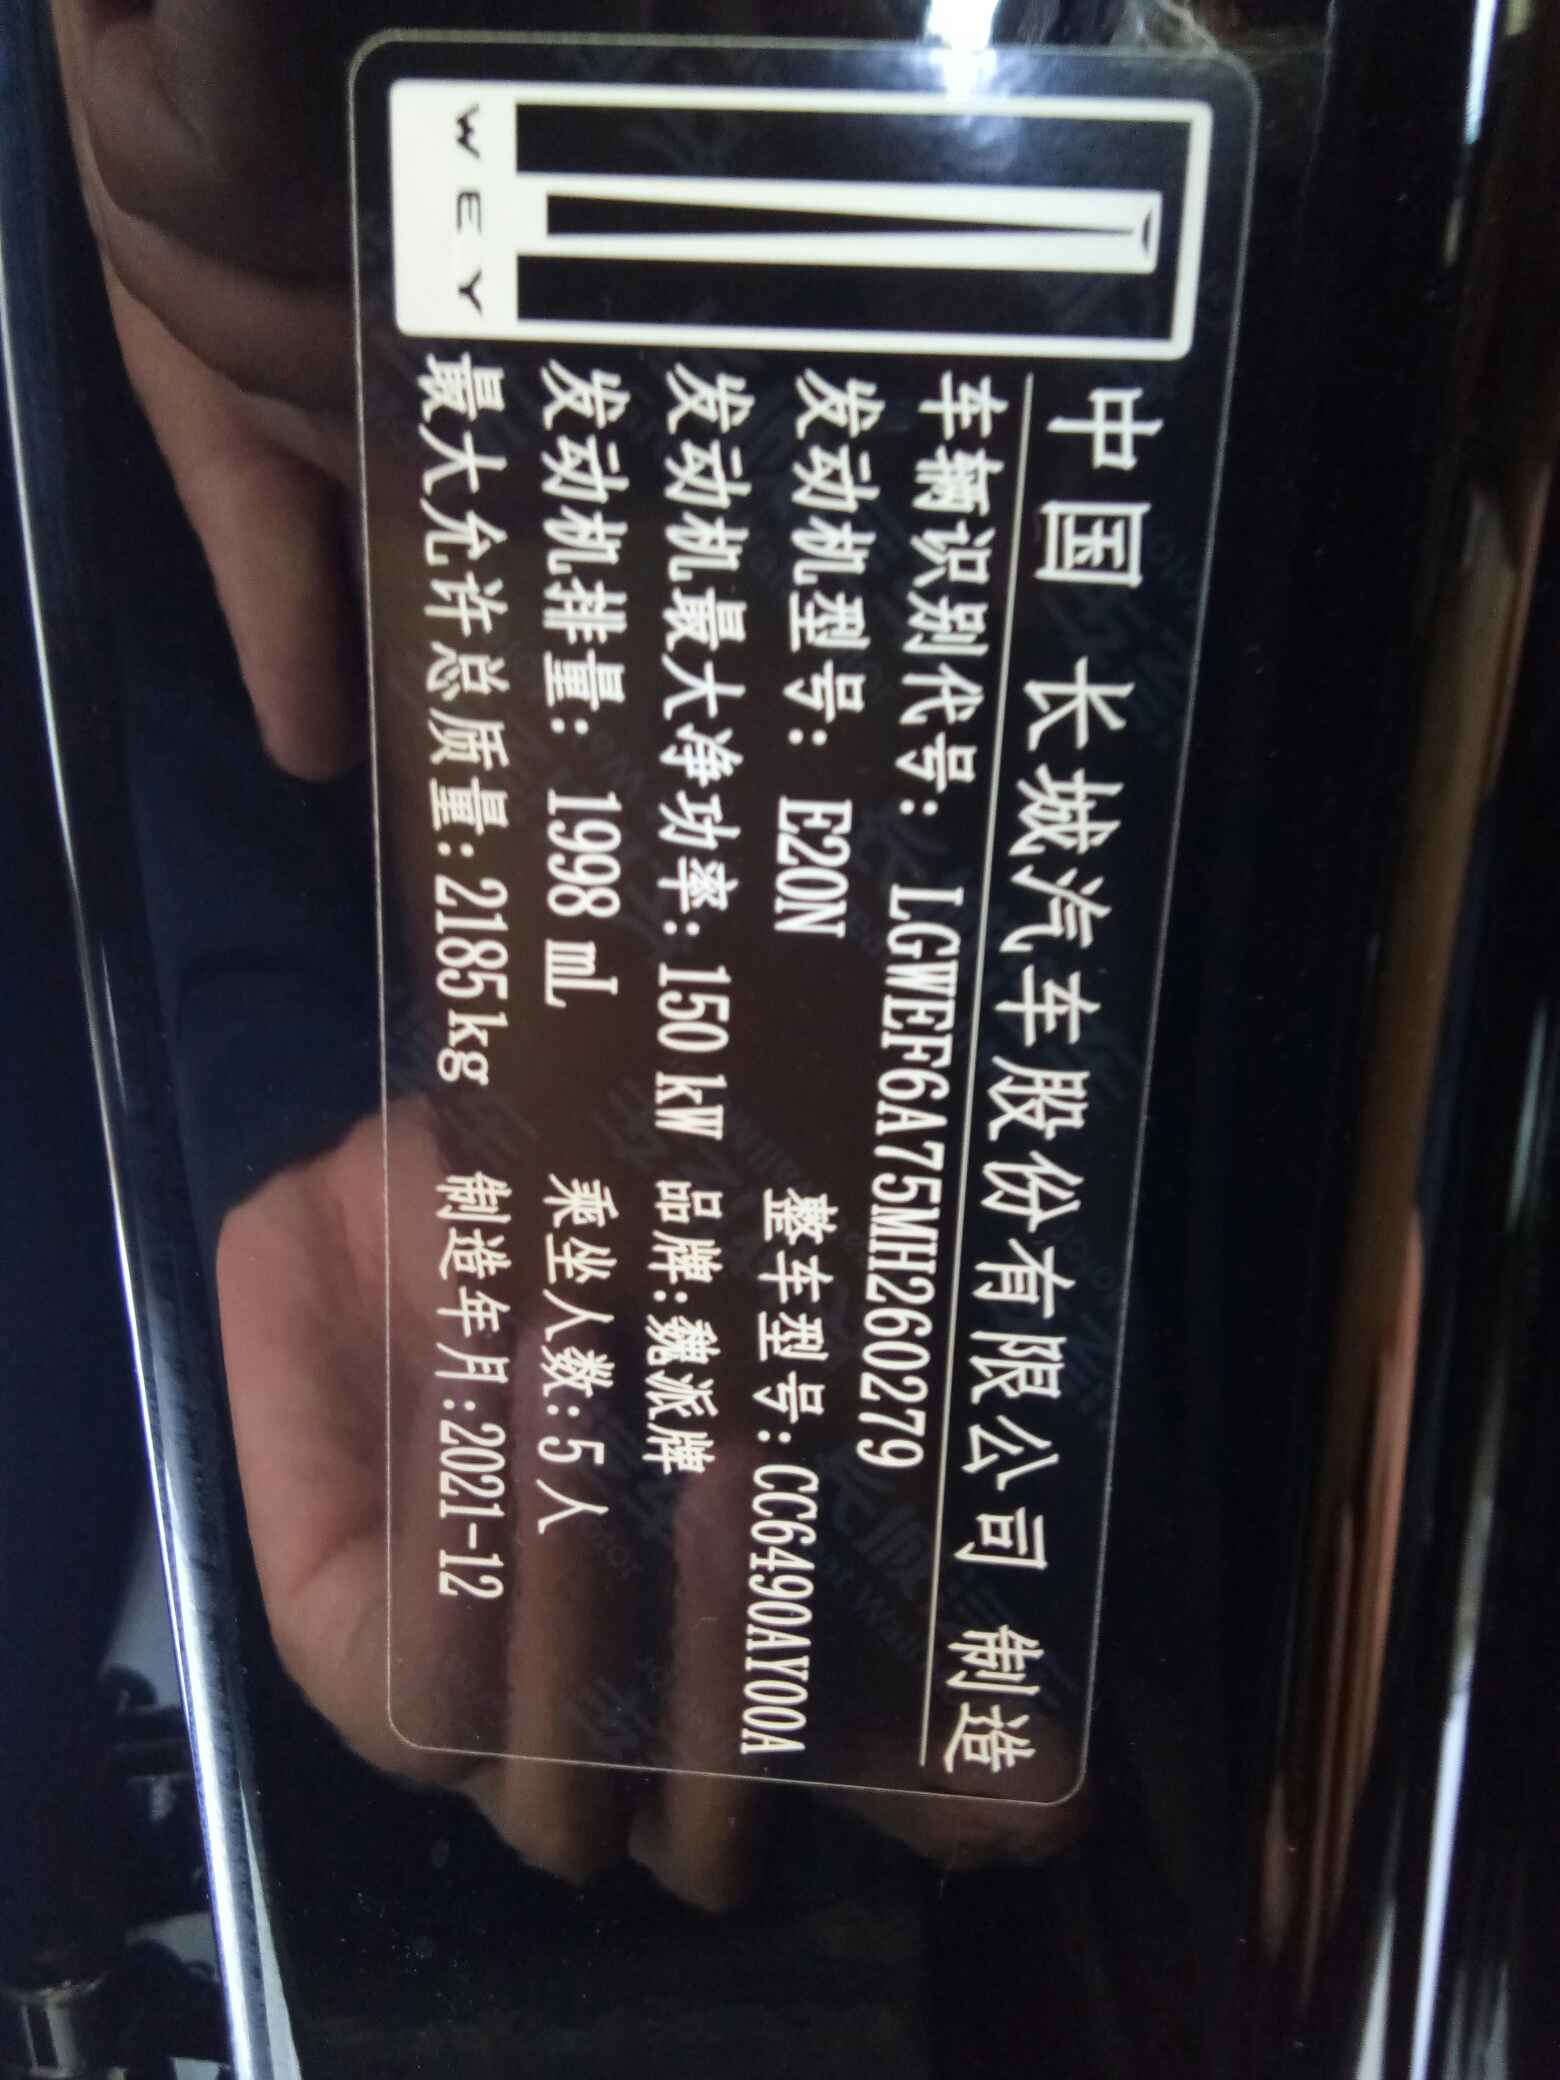 WEY
中国 长城汽车股份有限公司 制造
车辆识别代号: LGWEF6A75MH260279
发动机型号: E20N 整车型号:CC6490AY00A
发动机最大净功率: 150 kW 品牌:魏派牌
发动机排量: 1998 mL 乘坐人数:5人
最大允许总质量:2185kg 制造年月:2021-12